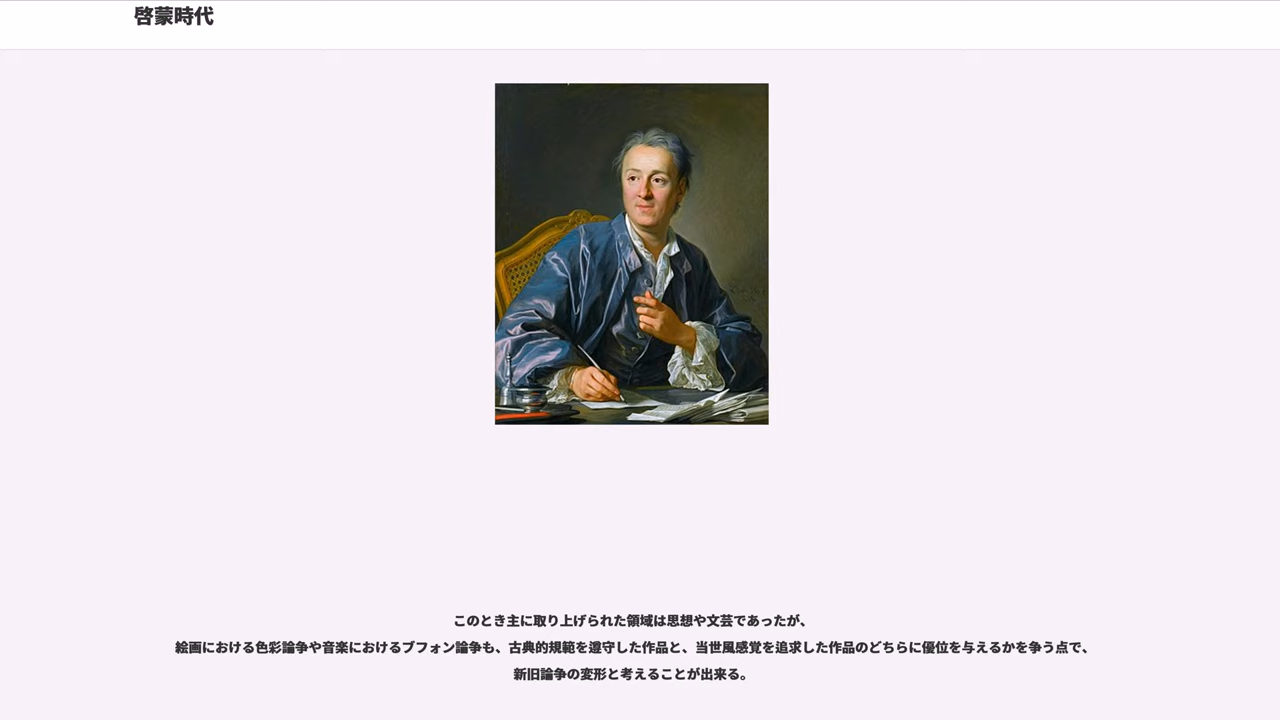 啓蒙時代
このとき主に取り上げられた領域は思想や文芸であったが、
絵画における色彩論争や音楽におけるブフォン論争も、古典的規範を遵守した作品と、当世風感覚を追求した作品のどちらに優位を与えるかを争う点で、
新旧論争の変形と考えることが出来る。